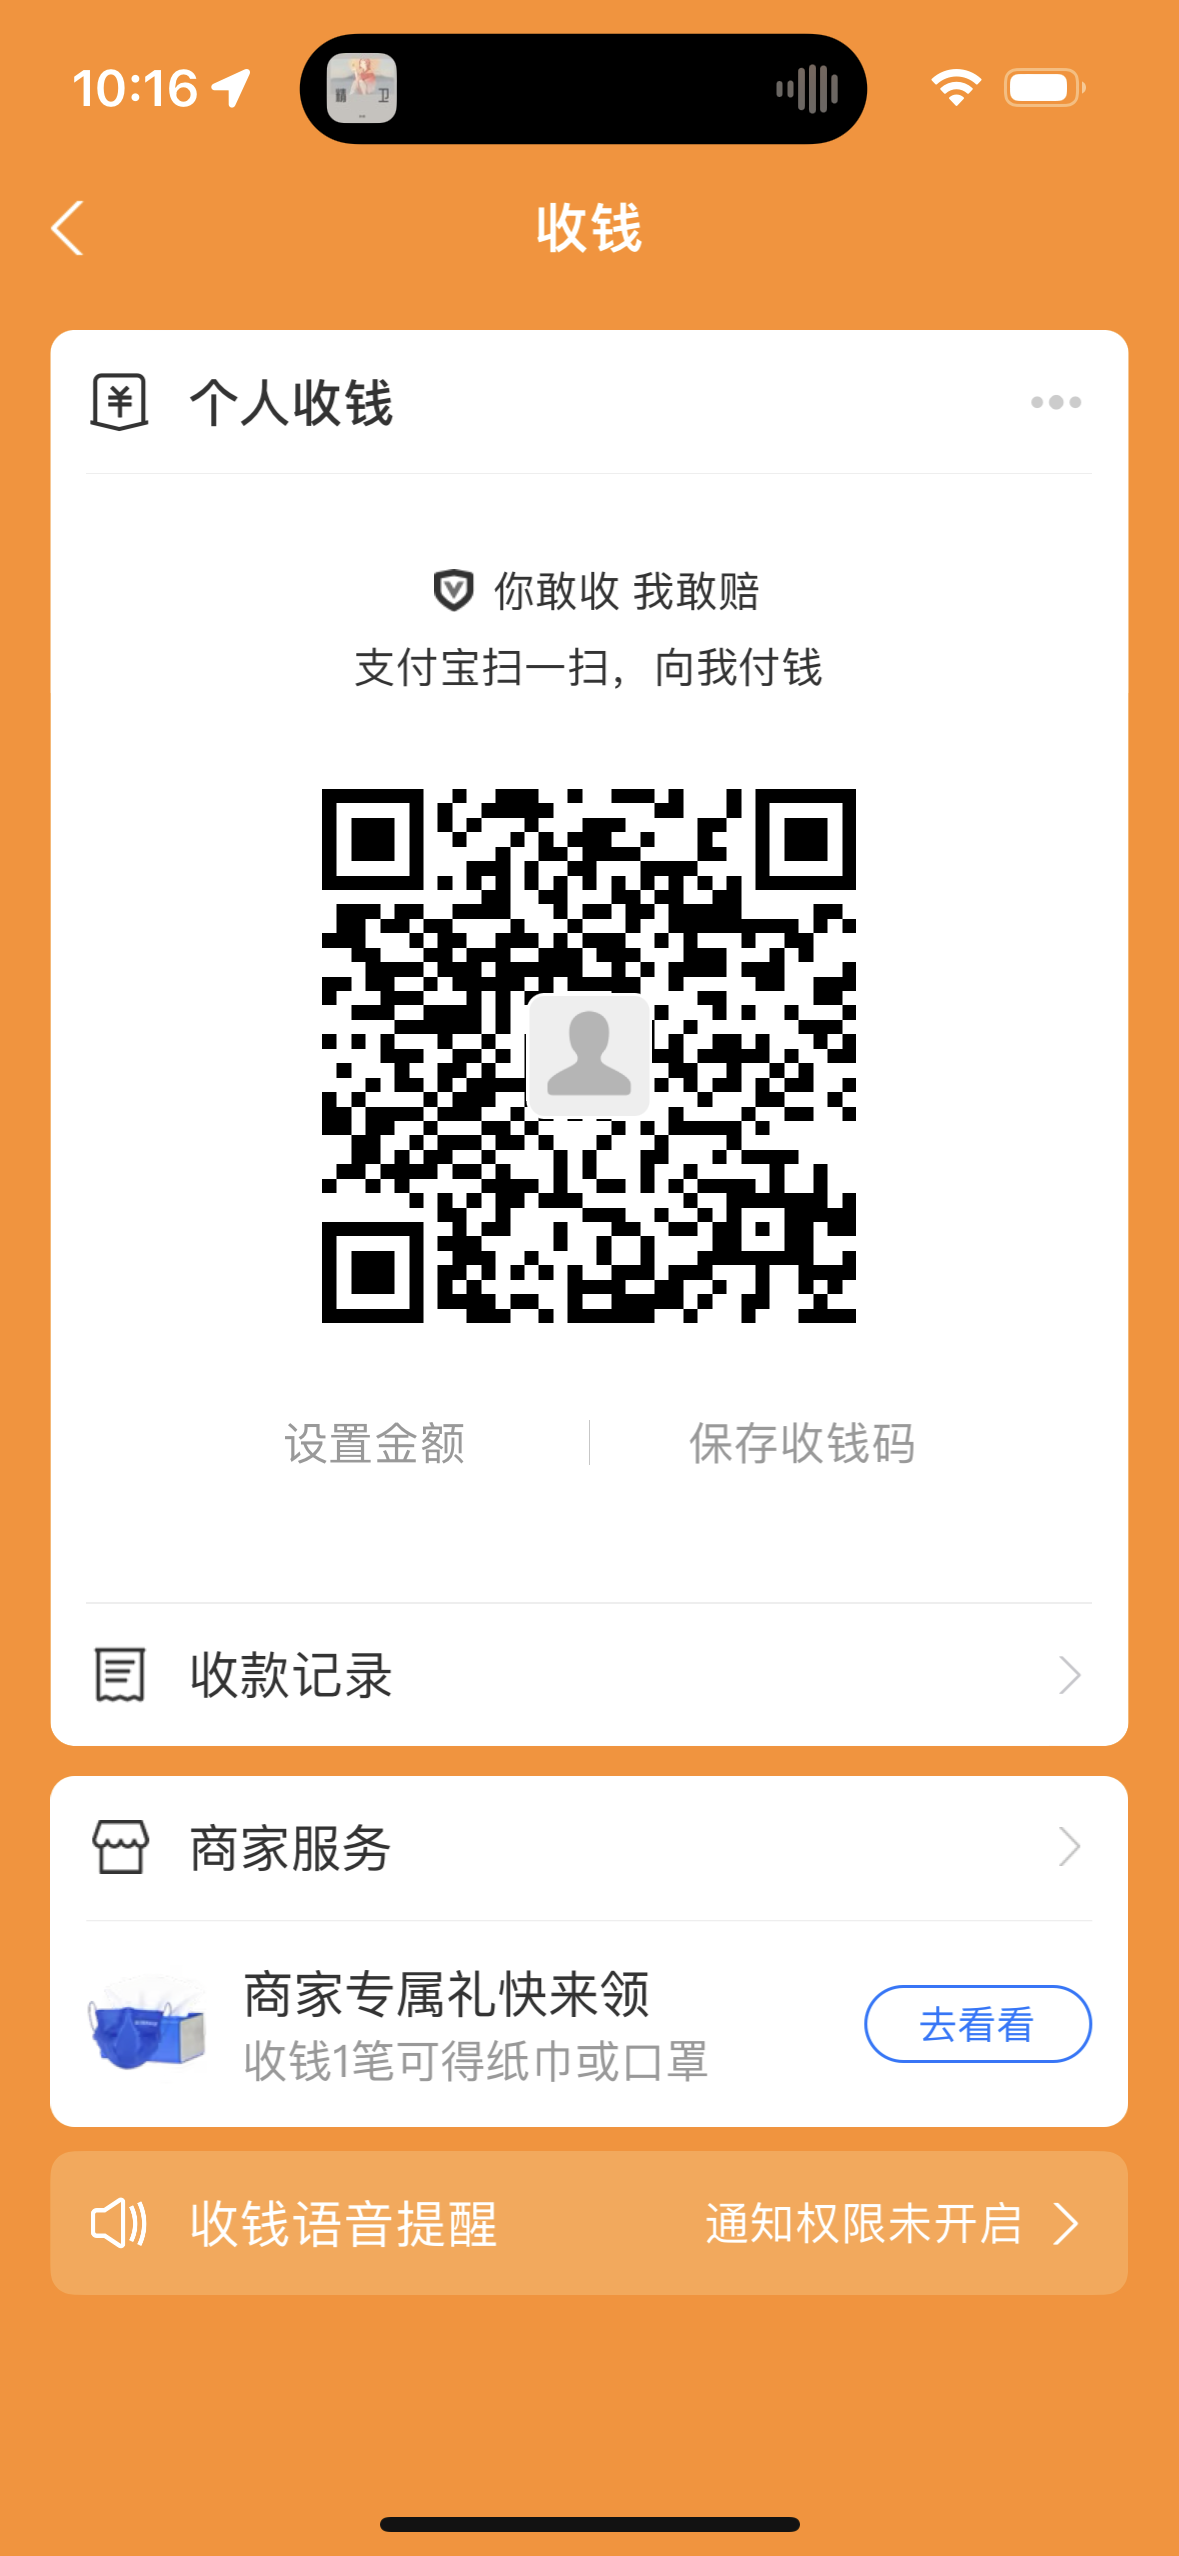 10:16
精 卫
收钱
个人收钱
你敢收 我敢赔
支付宝扫一扫，向我付钱
设置金额
保存收钱码
收款记录
商家服务
商家专属礼快来领
收钱1笔可得纸巾或口罩
去看看
收钱语音提醒
通知权限未开启